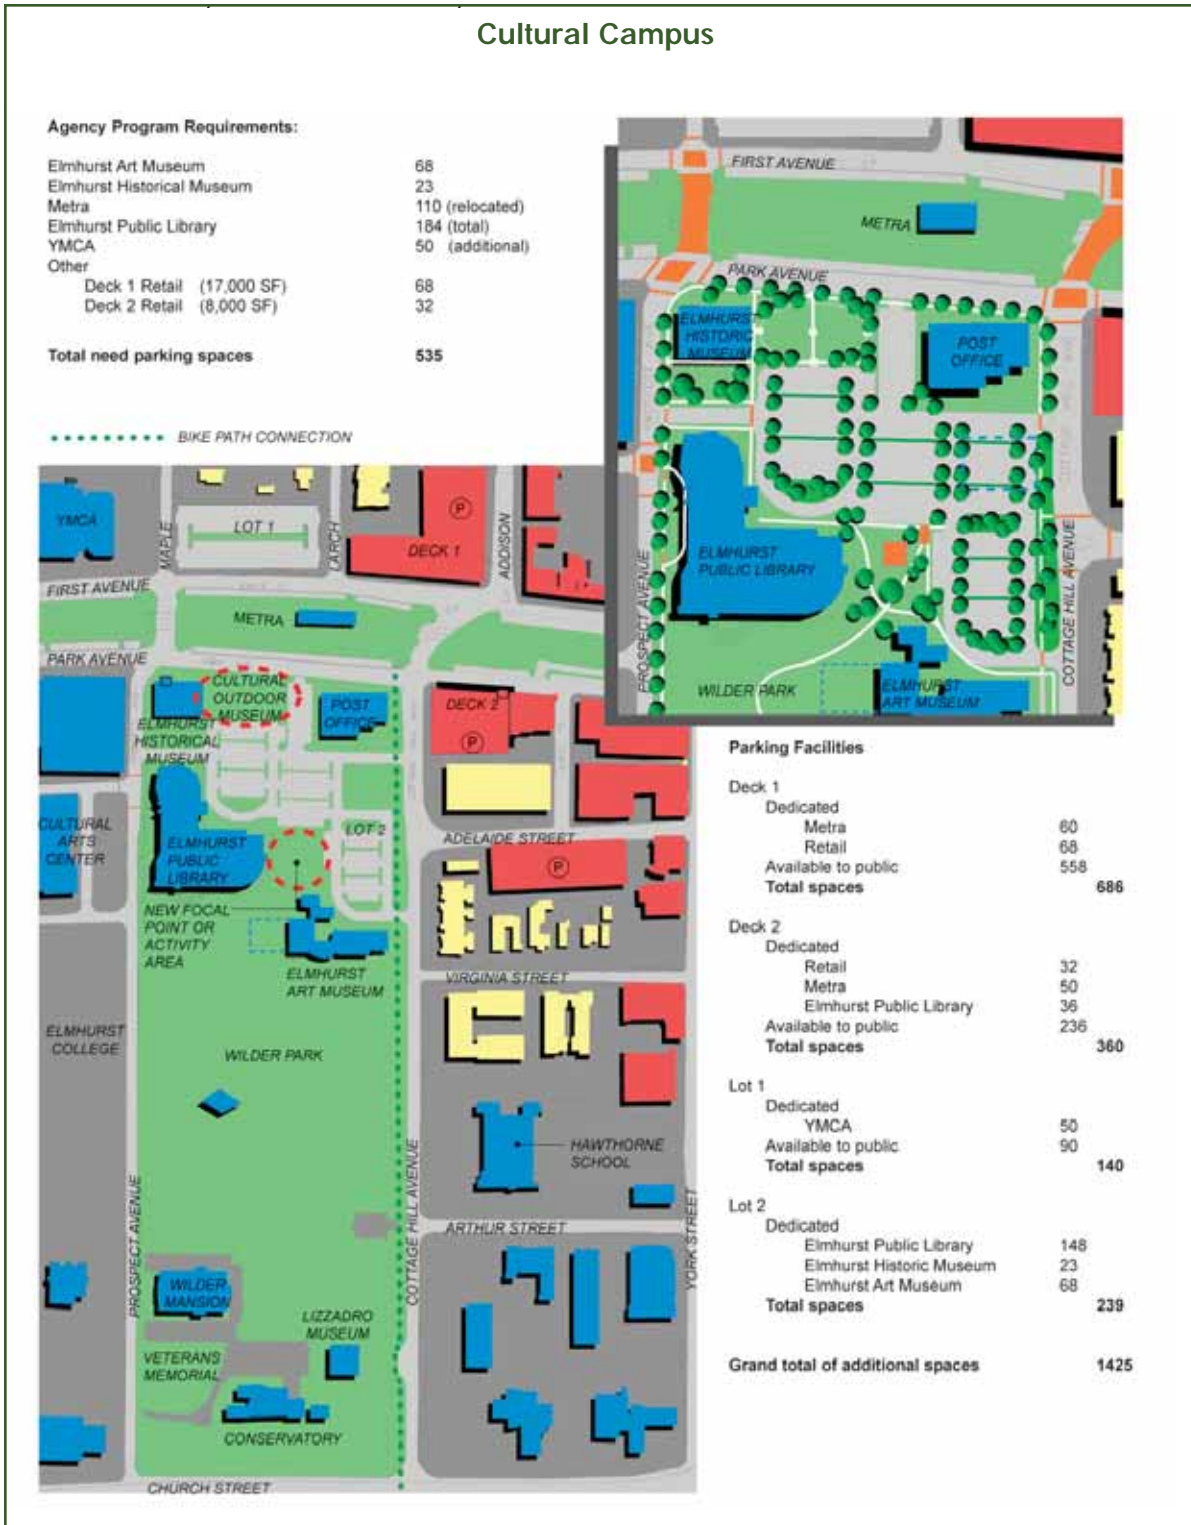 Cultural Campus
Agency Program Requirements:
Elmhurst Art Museum 68
Elmhurst Historical Museum 23
Metra 110 (relocated)
Elmhurst Public Library 184 (total)
YMCA 50 (additional)
Other
Deck 1 Retail (17,000 SF) 68
Deck 2 Retail (8,000 SF) 32
Total need parking spaces 535
BIKE PATH CONNECTION
FIRST AVENUE
METRA
PARK AVENUE
ELMHURST
HISTORIC
MUSEUM
POST
OFFICE
ELMHURST
PUBLIC LIBRARY
PROSPECT AVENUE
COTTAGE HILL AVENUE
WILDER PARK
ELMHURST
ART MUSEUM
YMCA
MAPLE
LOT 1
LARCH
P
DECK 1
ADDISON
FIRST AVENUE
METRA
PARK AVENUE
CULTURAL
OUTDOOR
MUSEUM
POST
OFFICE
DECK 2
P
ELMHURST
HISTORICAL
MUSEUM
CULTURAL
ARTS
CENTER
ELMHURST
PUBLIC
LIBRARY
LOT 2
ADELAIDE STREET
P
NEW FOCAL
POINT OR
ACTIVITY
AREA
ELMHURST
ART MUSEUM
VIRGINIA STREET
ELMHURST
COLLEGE
WILDER PARK
HAWTHORNE
SCHOOL
PROSPECT AVENUE
COTTAGE HILL AVENUE
ARTHUR STREET
YORK STREET
WILDER
MANSION
LIZZADRO
MUSEUM
VETERANS
MEMORIAL
CONSERVATORY
CHURCH STREET
Parking Facilities
Deck 1
Dedicated
Metra 60
Retail 68
Available to public 558
Total spaces 686
Deck 2
Dedicated
Retail 32
Metra 50
Elmhurst Public Library 36
Available to public 236
Total spaces 360
Lot 1
Dedicated
YMCA 50
Available to public 90
Total spaces 140
Lot 2
Dedicated
Elmhurst Public Library 148
Elmhurst Historic Museum 23
Elmhurst Art Museum 68
Total spaces 239
Grand total of additional spaces 1425